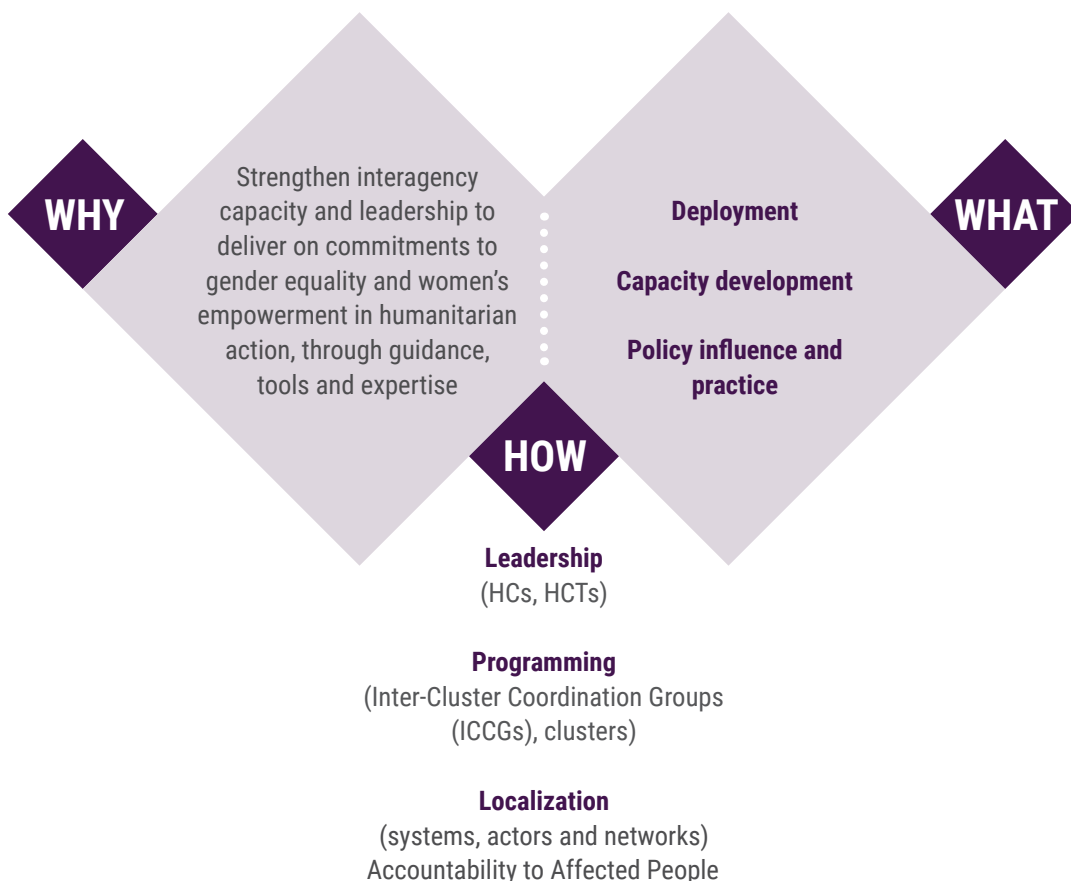 WHY
Strengthen interagency
capacity and leadership to
deliver on commitments to
gender equality and women's
empowerment in humanitarian
action, through guidance,
tools and expertise
WHAT
Deployment
Capacity development
Policy influence and
practice
HOW
Leadership
(HCs, HCTs)
Programming
(Inter-Cluster Coordination Groups
(ICCGs), clusters)
Localization
(systems, actors and networks)
Accountability to Affected People